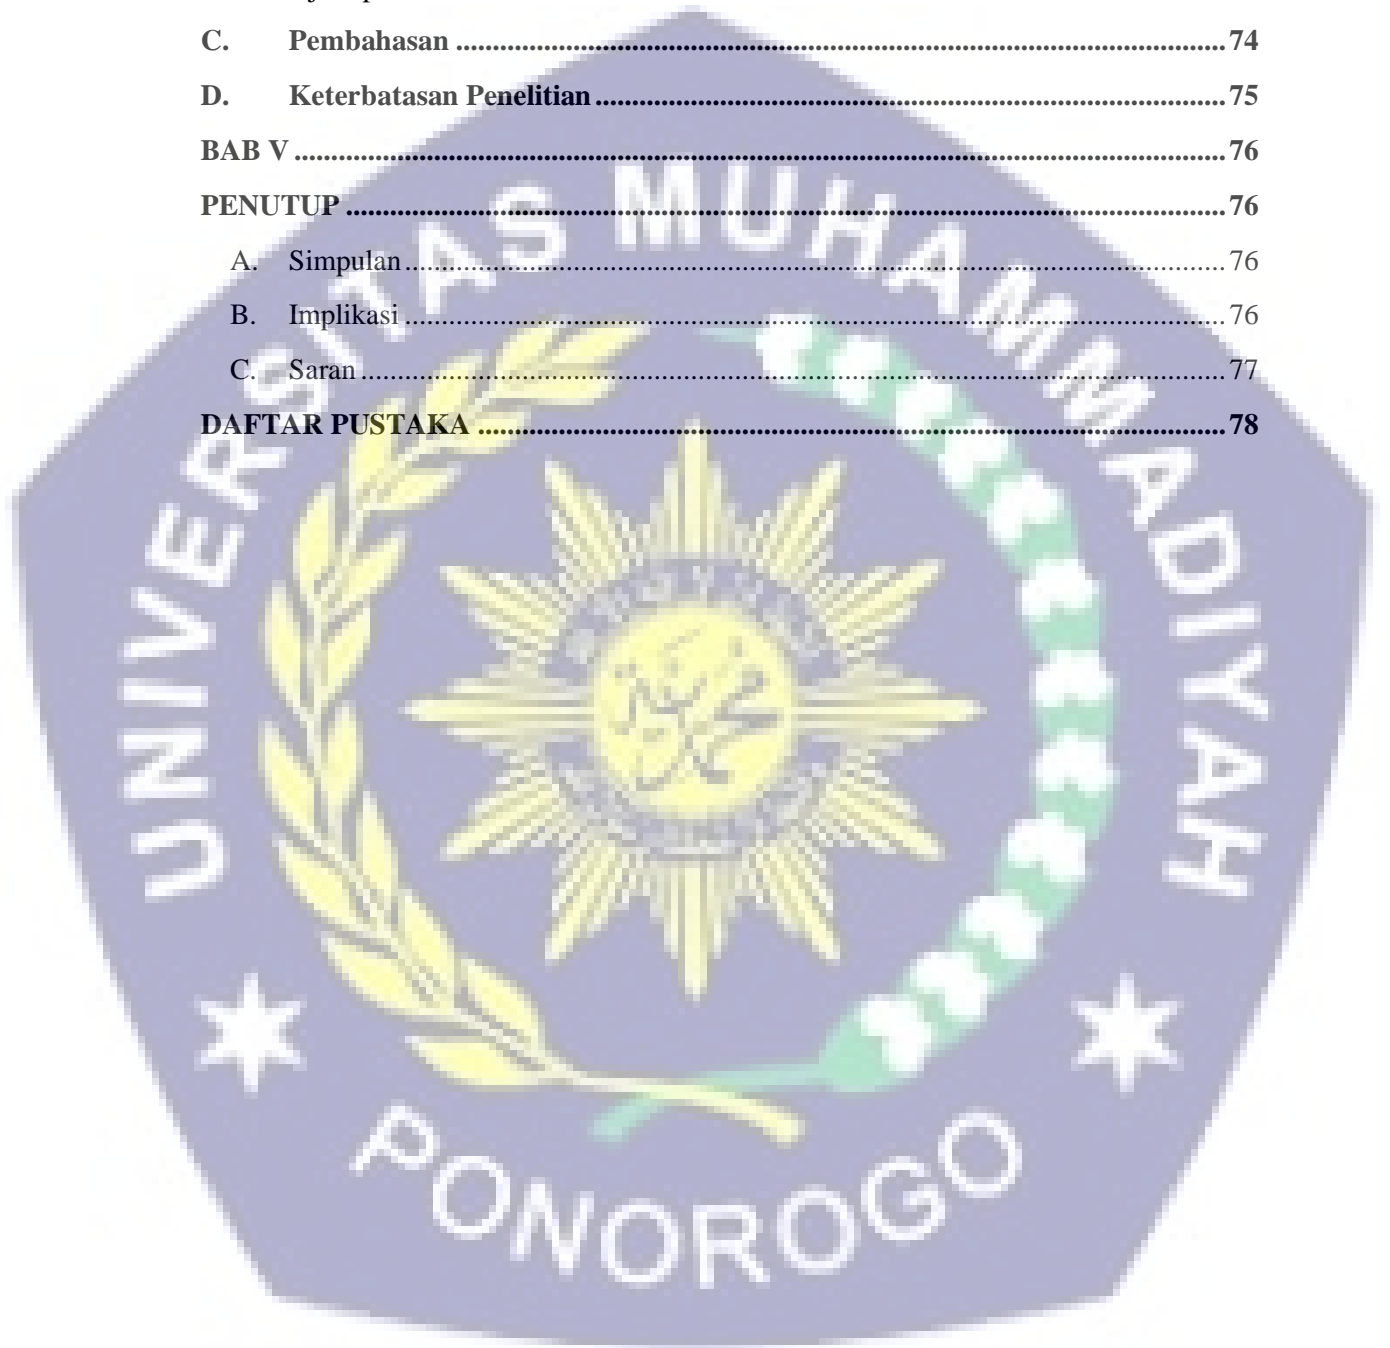 C. Pembahasan ........................................................................................................ 74
D. Keterbatasan Penelitian ...................................................................................... 75
BAB V ................................................................................................................................ 76
PENUTUP ......................................................................................................................... 76
A. Simpulan ................................................................................................................ 76
B. Implikasi ................................................................................................................ 76
C. Saran ...................................................................................................................... 77
DAFTAR PUSTAKA ...................................................................................................... 78
UNIVERSITAS MUHAMMADIYAH
PONOROGO